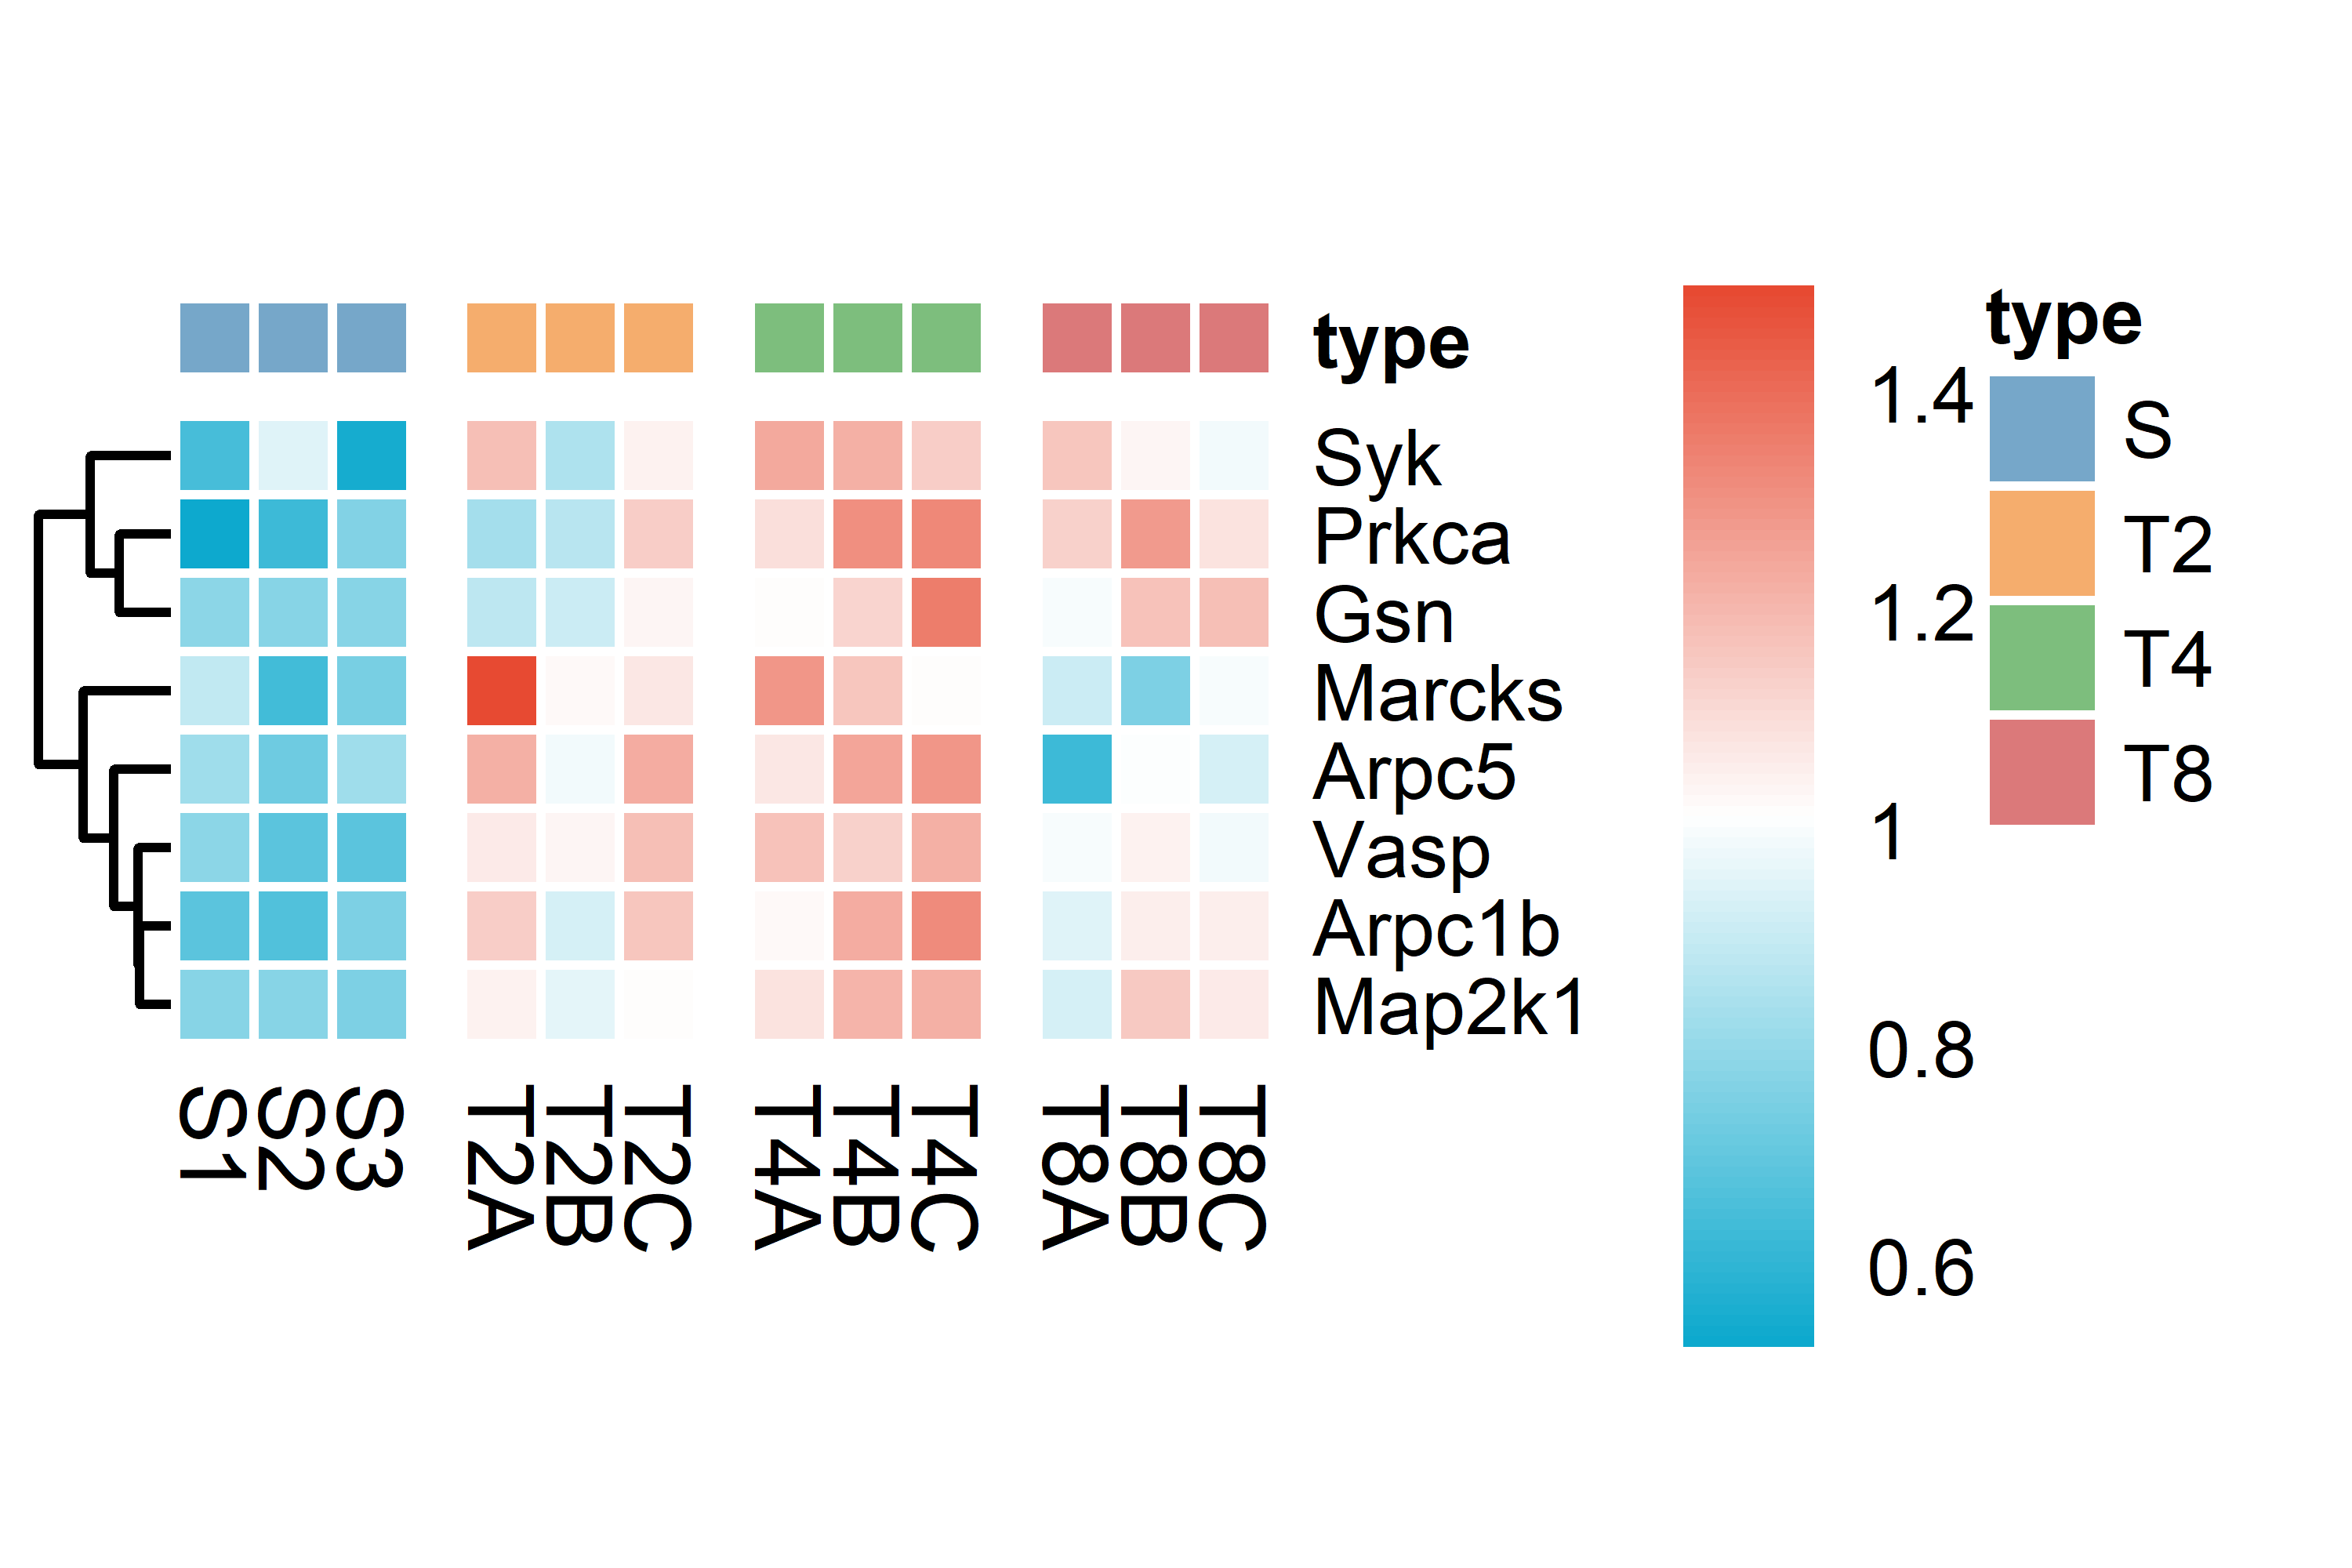 type
Syk
Prkca
Gsn
Marcks
Arpc5
Vasp
Arpc1b
Map2k1
S1
S2
S3
T2A
T2B
T2C
T4A
T4B
T4C
T8A
T8B
T8C
1.4
1.2
1
0.8
0.6
type
S
T2
T4
T8